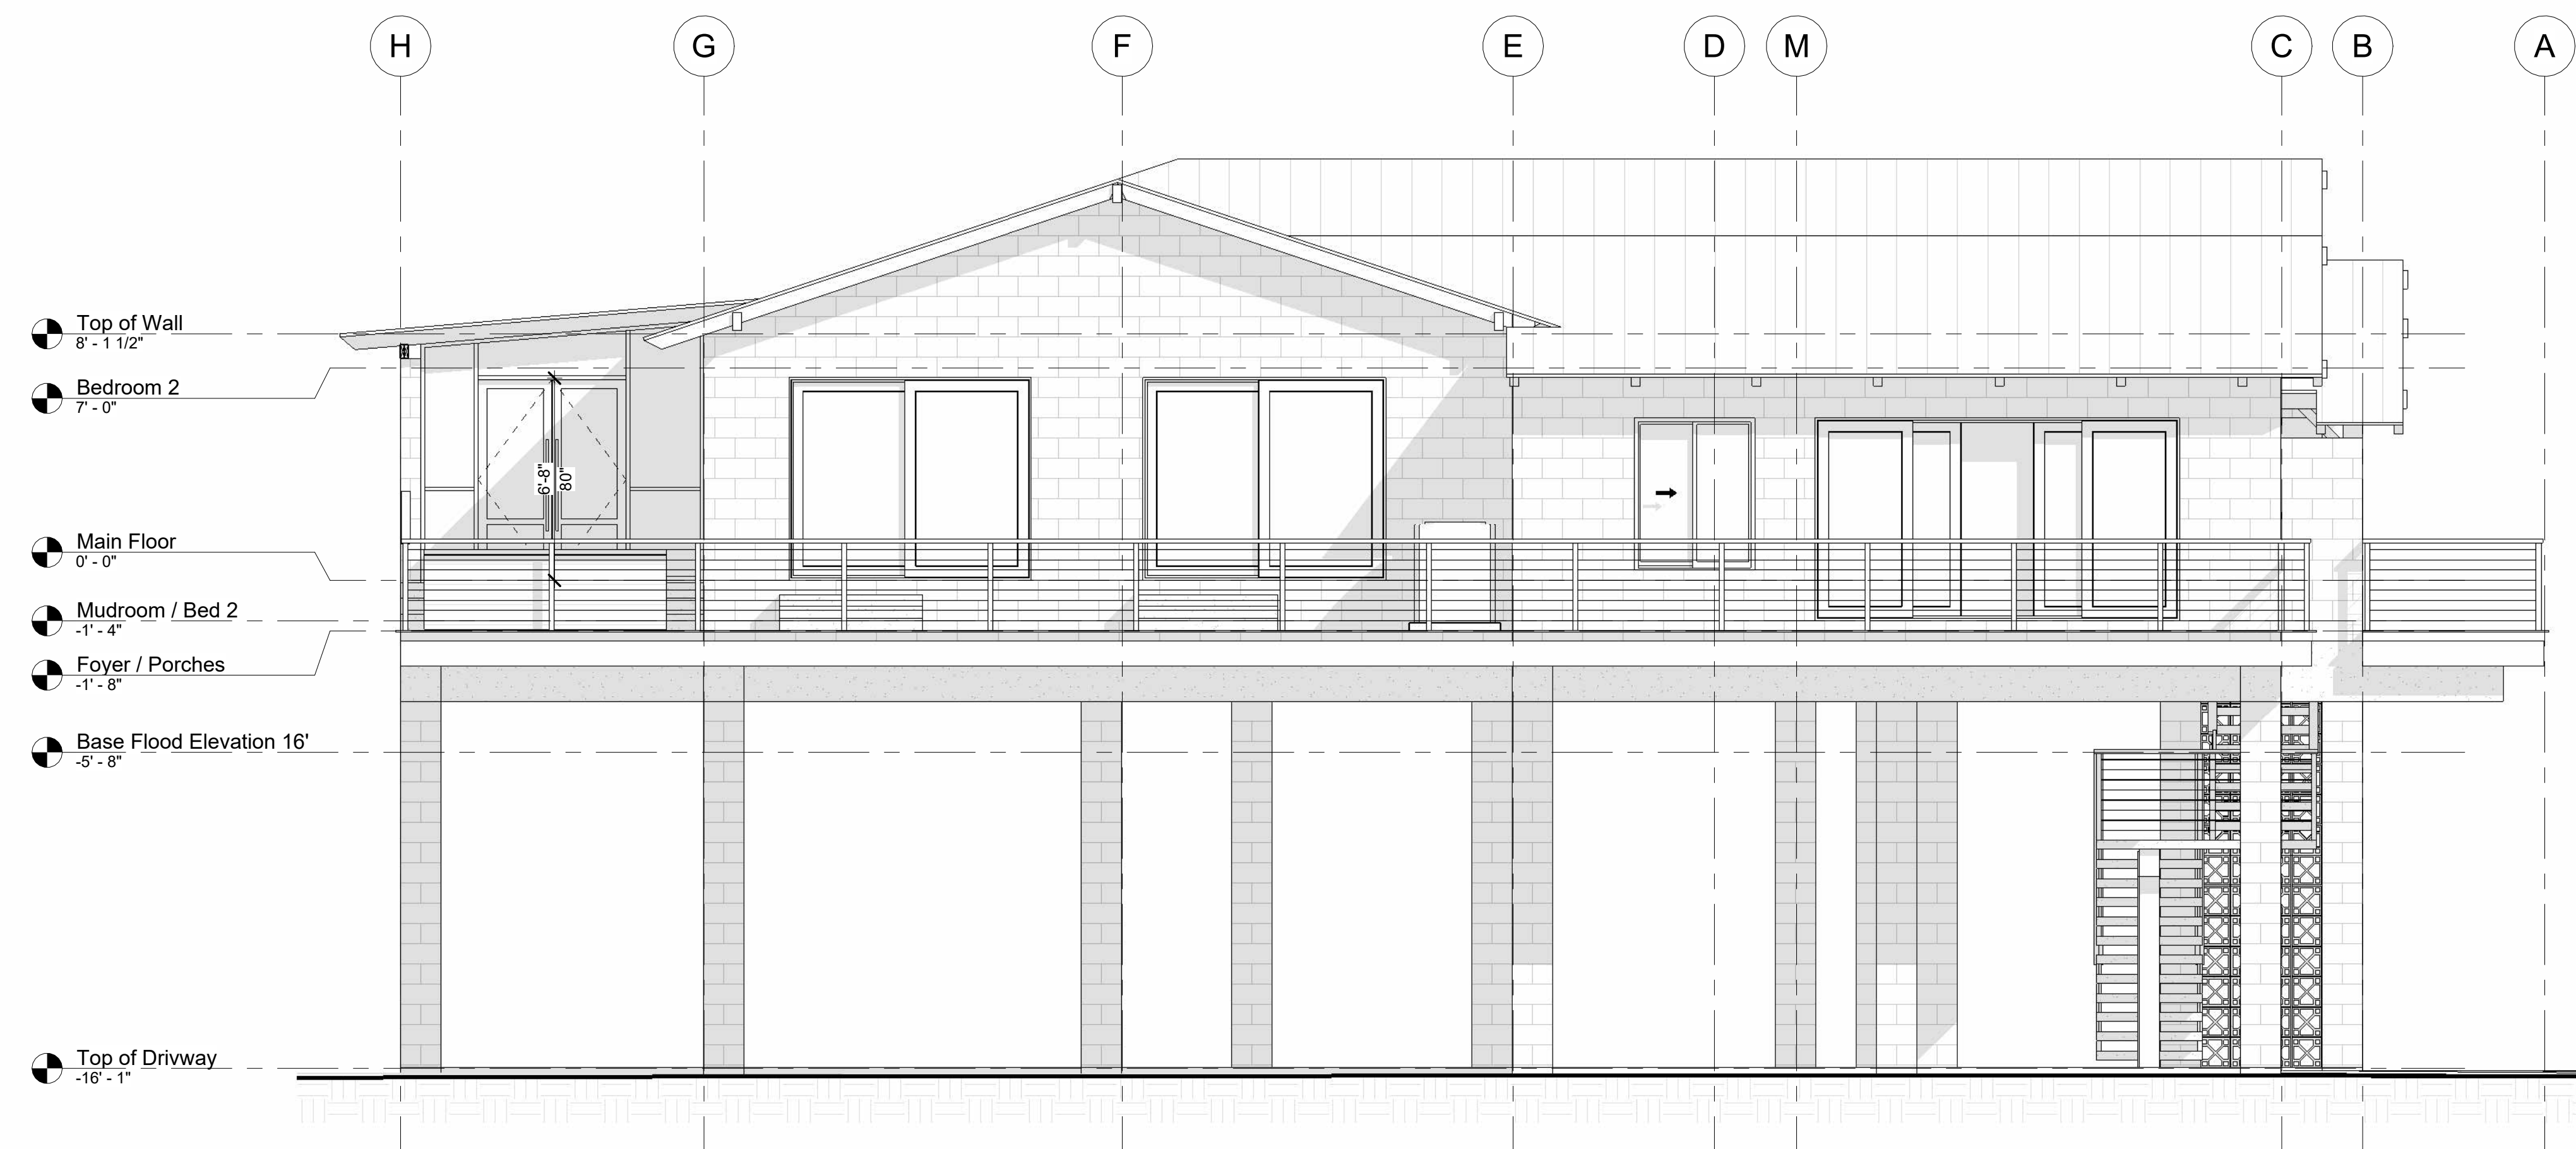 H G F E D M C B A
Top of Wall
8' - 1 1/2"
Bedroom 2
7' - 0"
6'-8"
80"
Main Floor
0' - 0"
Mudroom / Bed 2
-1' - 4"
Foyer / Porches
-1' - 8"
Base Flood Elevation 16'
-5' - 8"
Top of Drivway
-16' - 1"